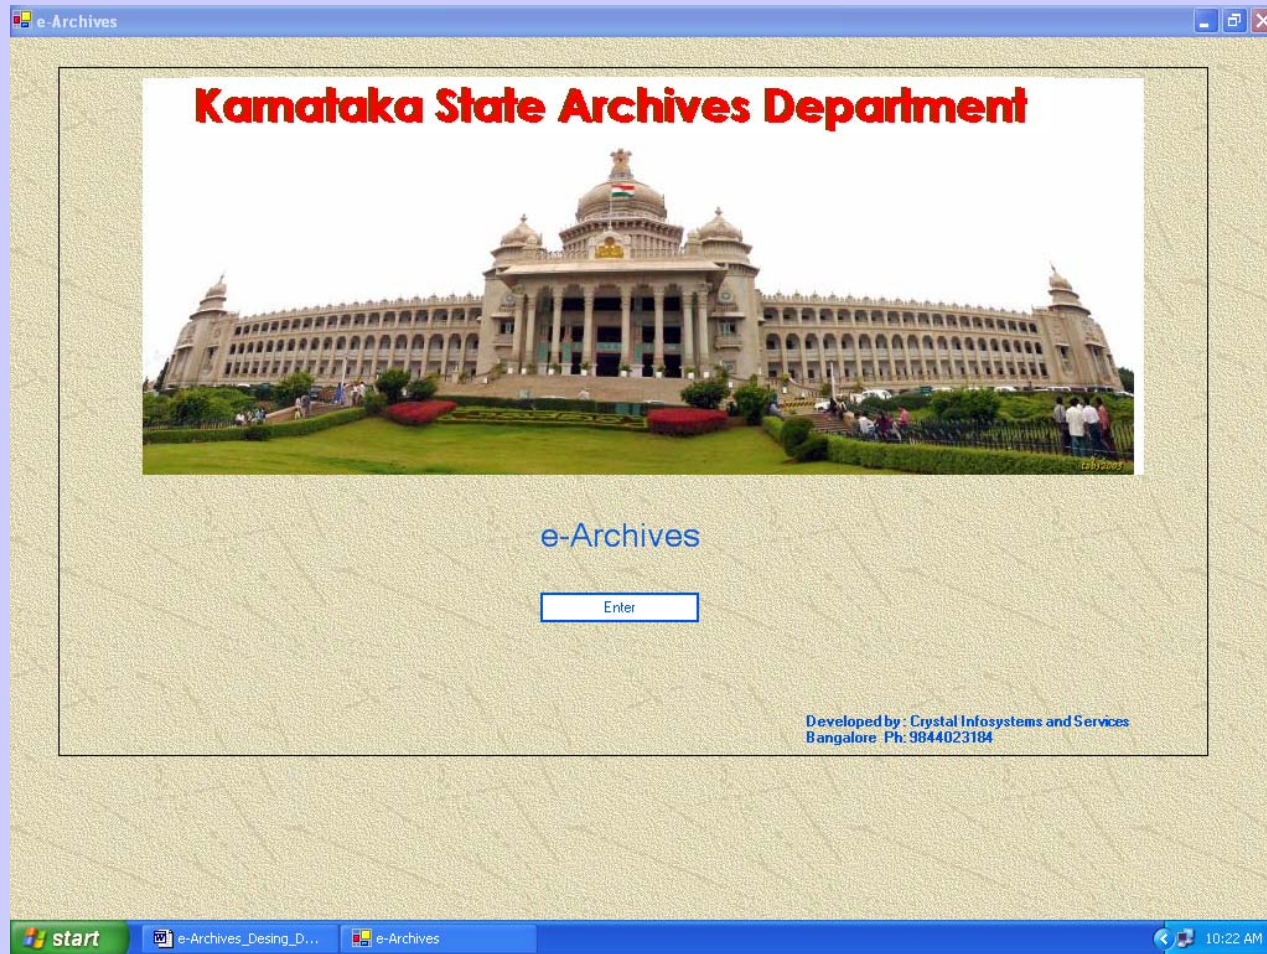 e-Archives
Karnataka State Archives Department
e-Archives
Enter
Developed by : Crystal Infosystems and Services
Bangalore Ph: 9844023184
start
e-Archives_Desing_D...
e-Archives
10:22 AM